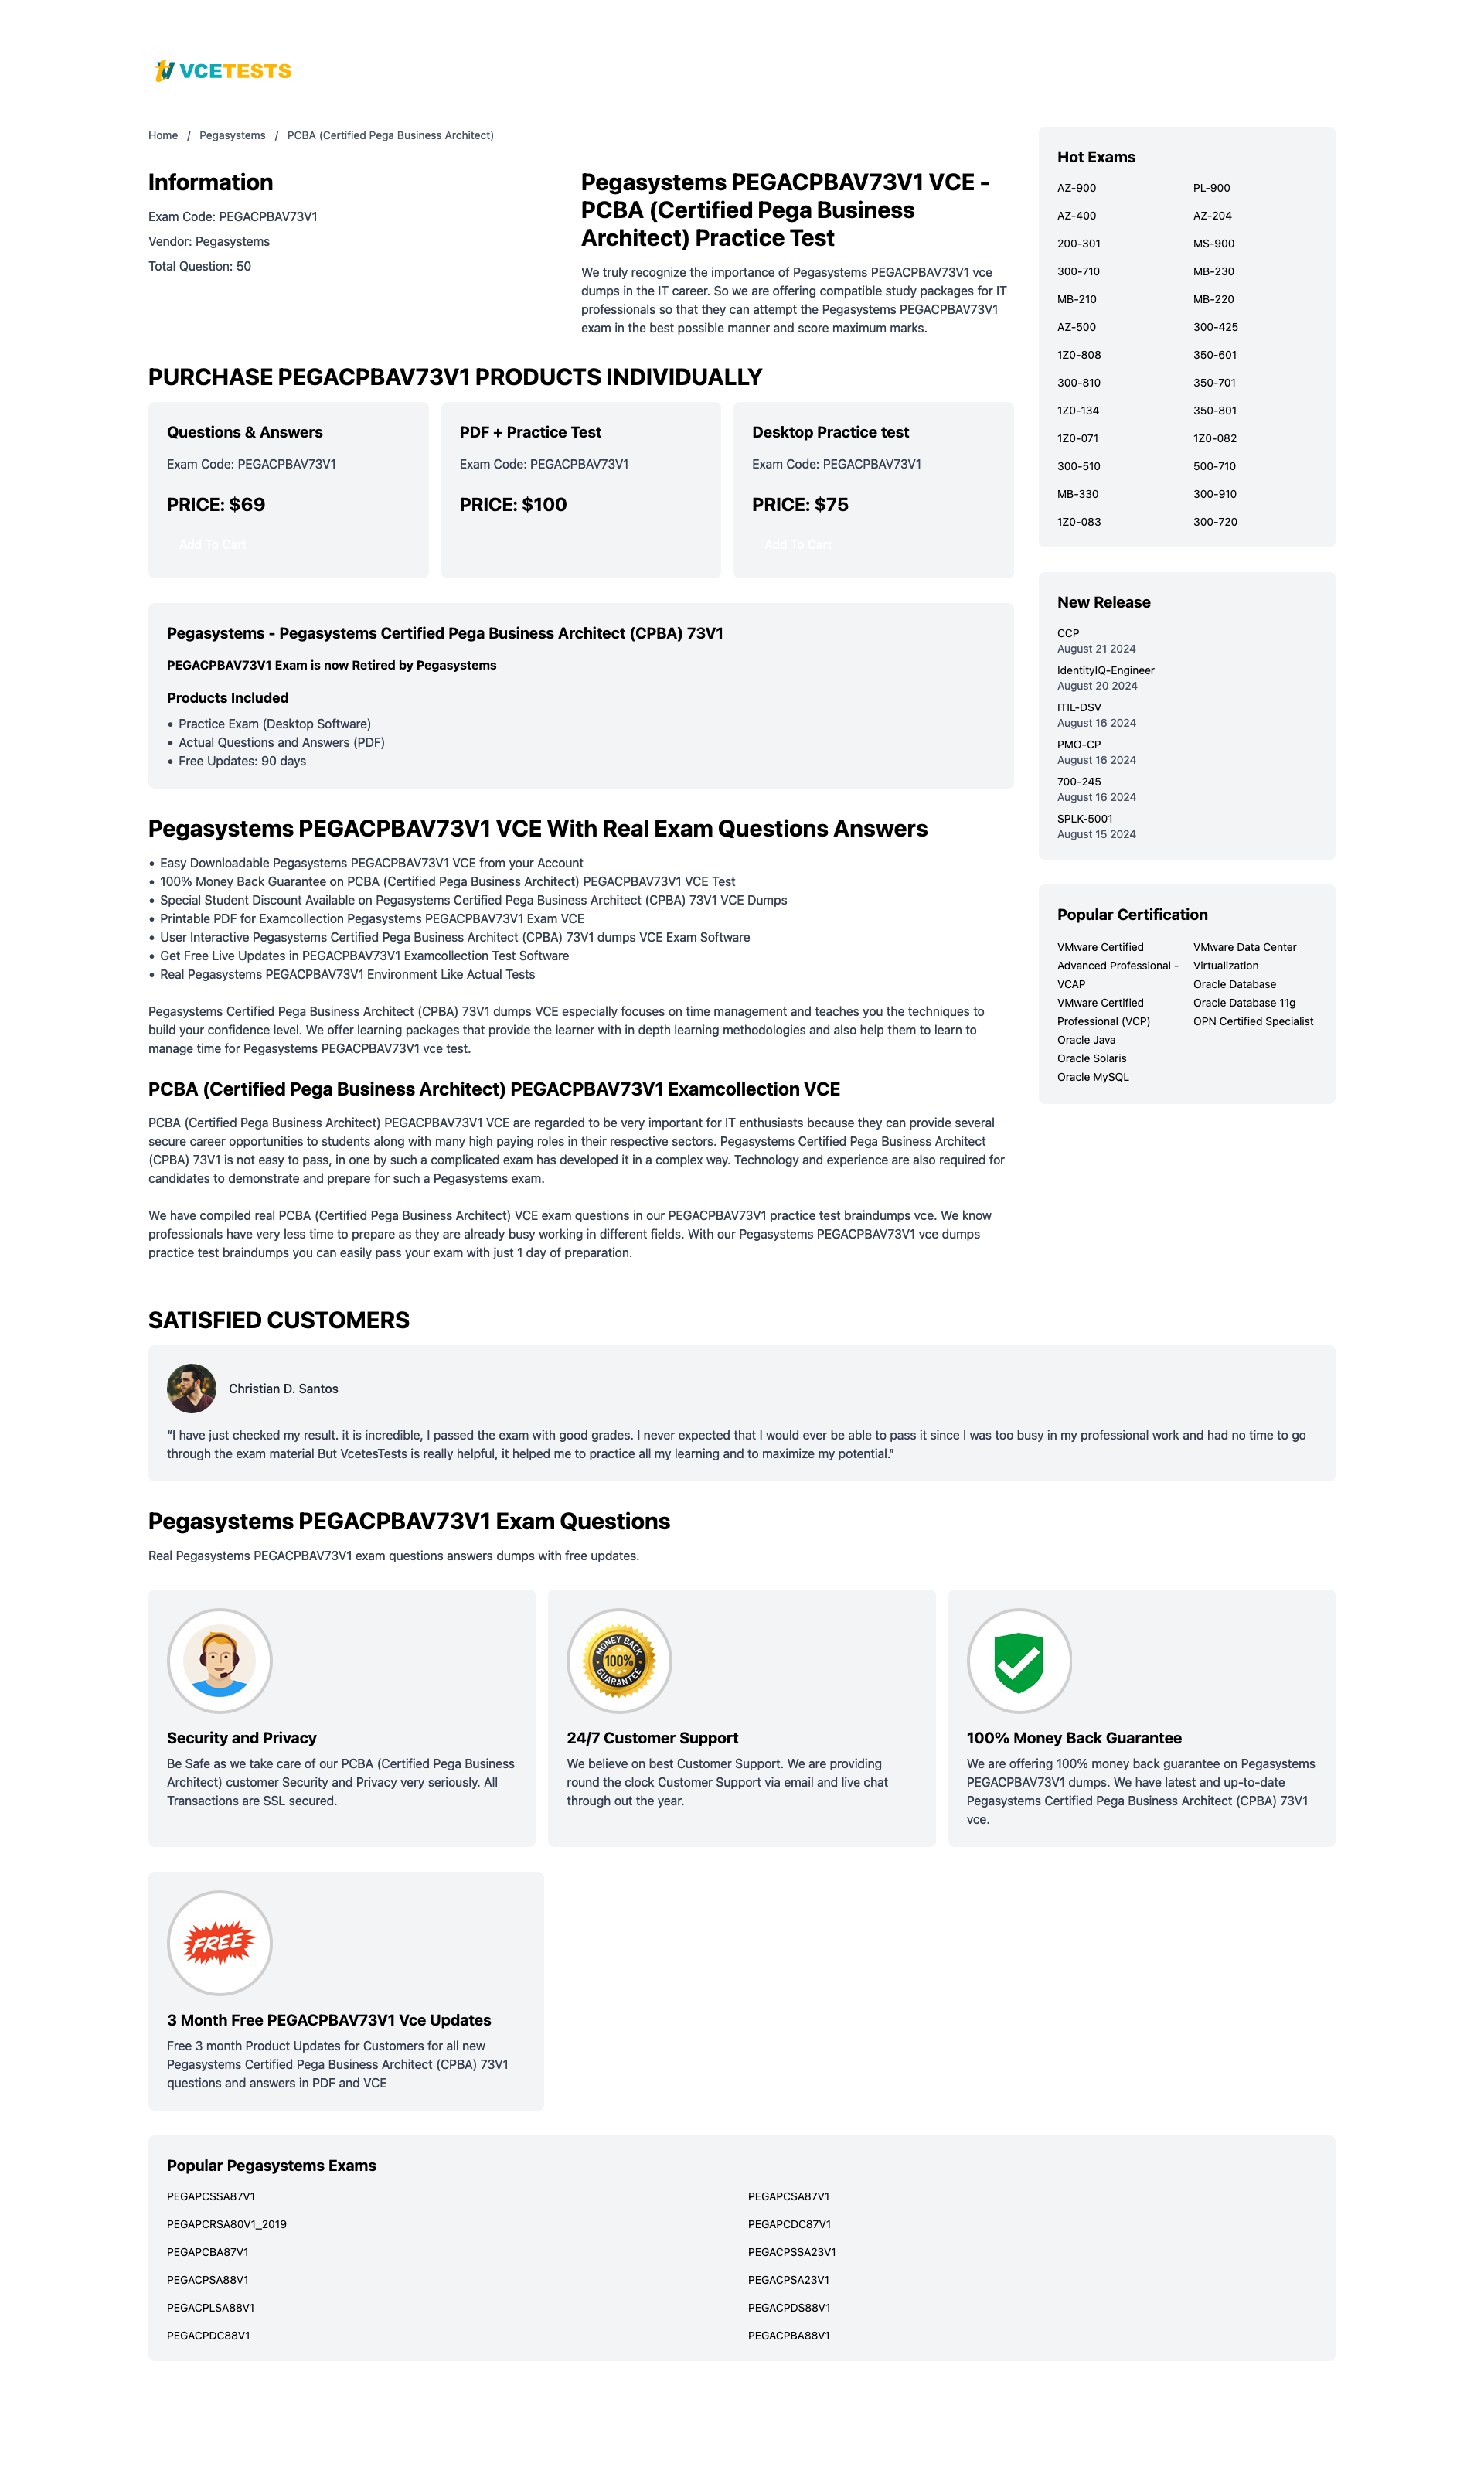 VCETESTS
Home / Pegasystems / PCBA (Certified Pega Business Architect)
Information
Exam Code: PEGACPBAV73V1
Vendor: Pegasystems
Total Question: 50
Pegasystems PEGACPBAV73V1 VCE -
PCBA (Certified Pega Business
Architect) Practice Test
We truly recognize the importance of Pegasystems PEGACPBAV73V1 vce
dumps in the IT career. So we are offering compatible study packages for IT
professionals so that they can attempt the Pegasystems PEGACPBAV73V1
exam in the best possible manner and score maximum marks.
PURCHASE PEGACPBAV73V1 PRODUCTS INDIVIDUALLY
Questions & Answers
Exam Code: PEGACPBAV73V1
PRICE: $69
Add To Cart
PDF + Practice Test
Exam Code: PEGACPBAV73V1
PRICE: $100
Desktop Practice test
Exam Code: PEGACPBAV73V1
PRICE: $75
Add To Cart
Pegasystems - Pegasystems Certified Pega Business Architect (CPBA) 73V1
PEGACPBAV73V1 Exam is now Retired by Pegasystems
Products Included
• Practice Exam (Desktop Software)
• Actual Questions and Answers (PDF)
• Free Updates: 90 days
Pegasystems PEGACPBAV73V1 VCE With Real Exam Questions Answers
• Easy Downloadable Pegasystems PEGACPBAV73V1 VCE from your Account
• 100% Money Back Guarantee on PCBA (Certified Pega Business Architect) PEGACPBAV73V1 VCE Test
• Special Student Discount Available on Pegasystems Certified Pega Business Architect (CPBA) 73V1 VCE Dumps
• Printable PDF for Examcollection Pegasystems PEGACPBAV73V1 Exam VCE
• User Interactive Pegasystems Certified Pega Business Architect (CPBA) 73V1 dumps VCE Exam Software
• Get Free Live Updates in PEGACPBAV73V1 Examcollection Test Software
• Real Pegasystems PEGACPBAV73V1 Environment Like Actual Tests
Pegasystems Certified Pega Business Architect (CPBA) 73V1 dumps VCE especially focuses on time management and teaches you the techniques to
build your confidence level. We offer learning packages that provide the learner with in depth learning methodologies and also help them to learn to
manage time for Pegasystems PEGACPBAV73V1 vce test.
PCBA (Certified Pega Business Architect) PEGACPBAV73V1 Examcollection VCE
PCBA (Certified Pega Business Architect) PEGACPBAV73V1 VCE are regarded to be very important for IT enthusiasts because they can provide several
secure career opportunities to students along with many high paying roles in their respective sectors. Pegasystems Certified Pega Business Architect
(CPBA) 73V1 is not easy to pass, in one by such a complicated exam has developed it in a complex way. Technology and experience are also required for
candidates to demonstrate and prepare for such a Pegasystems exam.
We have compiled real PCBA (Certified Pega Business Architect) VCE exam questions in our PEGACPBAV73V1 practice test braindumps vce. We know
professionals have very less time to prepare as they are already busy working in different fields. With our Pegasystems PEGACPBAV73V1 vce dumps
practice test braindumps you can easily pass your exam with just 1 day of preparation.
Hot Exams
AZ-900 PL-900
AZ-400 AZ-204
200-301 MS-900
300-710 MB-230
MB-210 MB-220
AZ-500 300-425
1Z0-808 350-601
300-810 350-701
1Z0-134 350-801
1Z0-071 1Z0-082
300-510 500-710
MB-330 300-910
1Z0-083 300-720
New Release
CCP
August 21 2024
IdentityIQ-Engineer
August 20 2024
ITIL-DSV
August 16 2024
PMO-CP
August 16 2024
700-245
August 16 2024
SPLK-5001
August 15 2024
Popular Certification
VMware Certified
Advanced Professional -
VCAP
VMware Certified
Professional (VCP)
Oracle Java
Oracle Solaris
Oracle MySQL
VMware Data Center
Virtualization
Oracle Database
Oracle Database 11g
OPN Certified Specialist
SATISFIED CUSTOMERS
Christian D. Santos
“I have just checked my result. it is incredible, I passed the exam with good grades. I never expected that I would ever be able to pass it since I was too busy in my professional work and had no time to go
through the exam material But VcetesTests is really helpful, it helped me to practice all my learning and to maximize my potential.”
Pegasystems PEGACPBAV73V1 Exam Questions
Real Pegasystems PEGACPBAV73V1 exam questions answers dumps with free updates.
Security and Privacy
Be Safe as we take care of our PCBA (Certified Pega Business
Architect) customer Security and Privacy very seriously. All
Transactions are SSL secured.
MONEY BACK
100%
GUARANTEE
24/7 Customer Support
We believe on best Customer Support. We are providing
round the clock Customer Support via email and live chat
through out the year.
100% Money Back Guarantee
We are offering 100% money back guarantee on Pegasystems
PEGACPBAV73V1 dumps. We have latest and up-to-date
Pegasystems Certified Pega Business Architect (CPBA) 73V1
vce.
FREE
3 Month Free PEGACPBAV73V1 Vce Updates
Free 3 month Product Updates for Customers for all new
Pegasystems Certified Pega Business Architect (CPBA) 73V1
questions and answers in PDF and VCE
Popular Pegasystems Exams
PEGAPCSSA87V1 PEGAPCSA87V1
PEGAPCRSA80V1_2019 PEGAPCDC87V1
PEGAPCBA87V1 PEGACPSSA23V1
PEGACPSA88V1 PEGACPSA23V1
PEGACPLSA88V1 PEGACPDS88V1
PEGACPDC88V1 PEGACPBA88V1